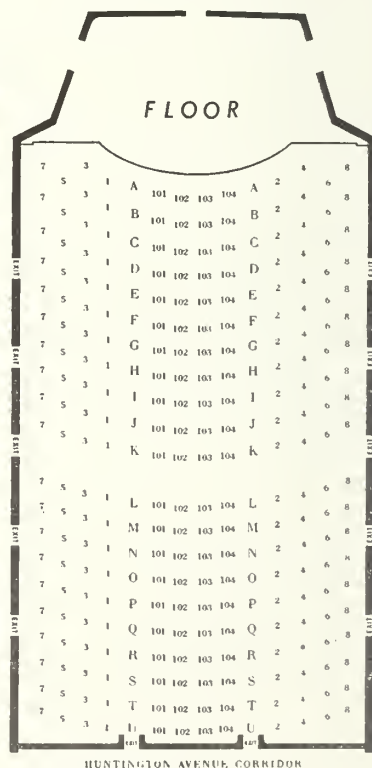 FLOOR
7 5 3 1 A 101 102 103 104 A 2 4 6 8
7 5 3 1 B 101 102 103 104 B 2 4 6 8
7 5 3 1 C 101 102 103 104 C 2 4 6 8
EXIT EXIT
7 5 3 1 D 101 102 103 104 D 2 4 6 8
7 5 3 1 E 101 102 103 104 E 2 4 6 8
7 5 3 1 F 101 102 103 104 F 2 4 6 8
7 5 3 1 G 101 102 103 104 G 2 4 6 8
EXIT EXIT
7 5 3 1 H 101 102 103 104 H 2 4 6 8
7 5 3 1 I 101 102 103 104 I 2 4 6 8
7 5 3 1 J 101 102 103 104 J 2 4 6 8
EXIT EXIT
7 5 3 1 K 101 102 103 104 K 2 4 6 8
7 5 3 1 L 101 102 103 104 L 2 4 6 8
7 5 3 1 M 101 102 103 104 M 2 4 6 8
EXIT EXIT
7 5 3 1 N 101 102 103 104 N 2 4 6 8
7 5 3 1 O 101 102 103 104 O 2 4 6 8
7 5 3 1 P 101 102 103 104 P 2 4 6 8
EXIT EXIT
7 5 3 1 Q 101 102 103 104 Q 2 4 6 8
7 5 3 1 R 101 102 103 104 R 2 4 6 8
7 5 3 1 S 101 102 103 104 S 2 4 6 8
7 5 3 1 T 101 102 103 104 T 2 4 6 8
7 5 3 1 U 101 102 103 104 U 2 4 6 8
EXIT EXIT
HUNTINGTON AVENUE CORRIDOR